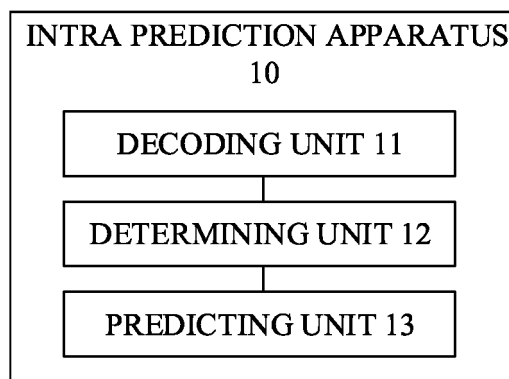 INTRA PREDICTION APPARATUS
10
DECODING UNIT 11
DETERMINING UNIT 12
PREDICTING UNIT 13